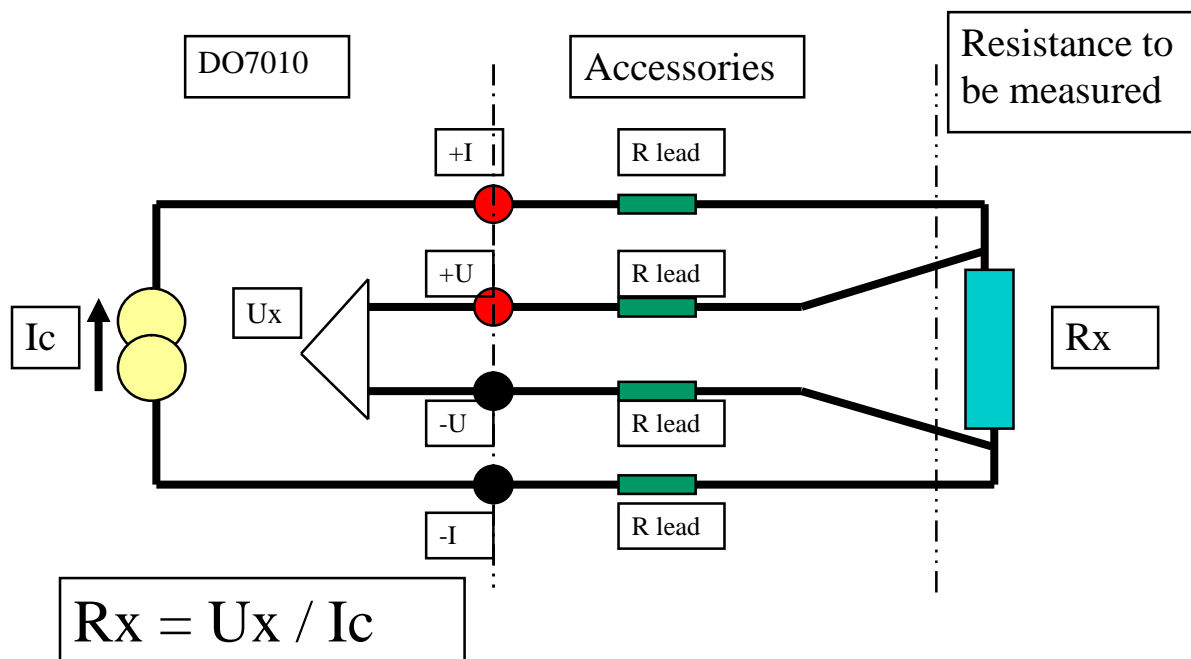 DO7010
Accessories
Resistance to
be measured
+I
R lead
+U
R lead
Ux
Ic
Rx
-U
R lead
-I
R lead
Rx = Ux / Ic